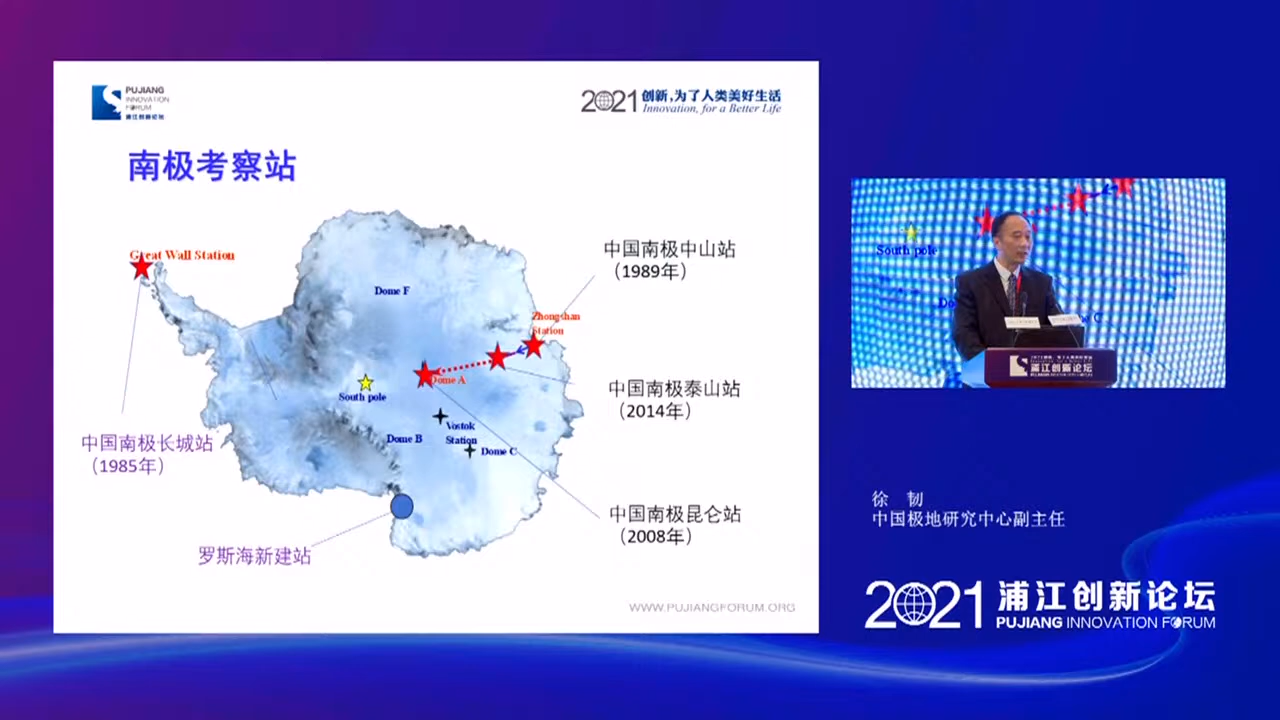 PUJIANG
INNOVATION
FORUM
浦江创新论坛
2021 创新,为了人类美好生活
Innovation, for a Better Life
南极考察站
Great Wall Station
中国南极中山站
（1989年）
Dome F
Zhongshan
Station
Dome A
South pole
中国南极泰山站
（2014年）
Vostok
Station
Dome B
Dome C
中国南极长城站
（1985年）
中国南极昆仑站
（2008年）
罗斯海新建站
WWW.PUJIANGFORUM.ORG
South pole
浦江创新论坛
徐 韧
中国极地研究中心副主任
2021 浦江创新论坛
PUJIANG INNOVATION FORUM